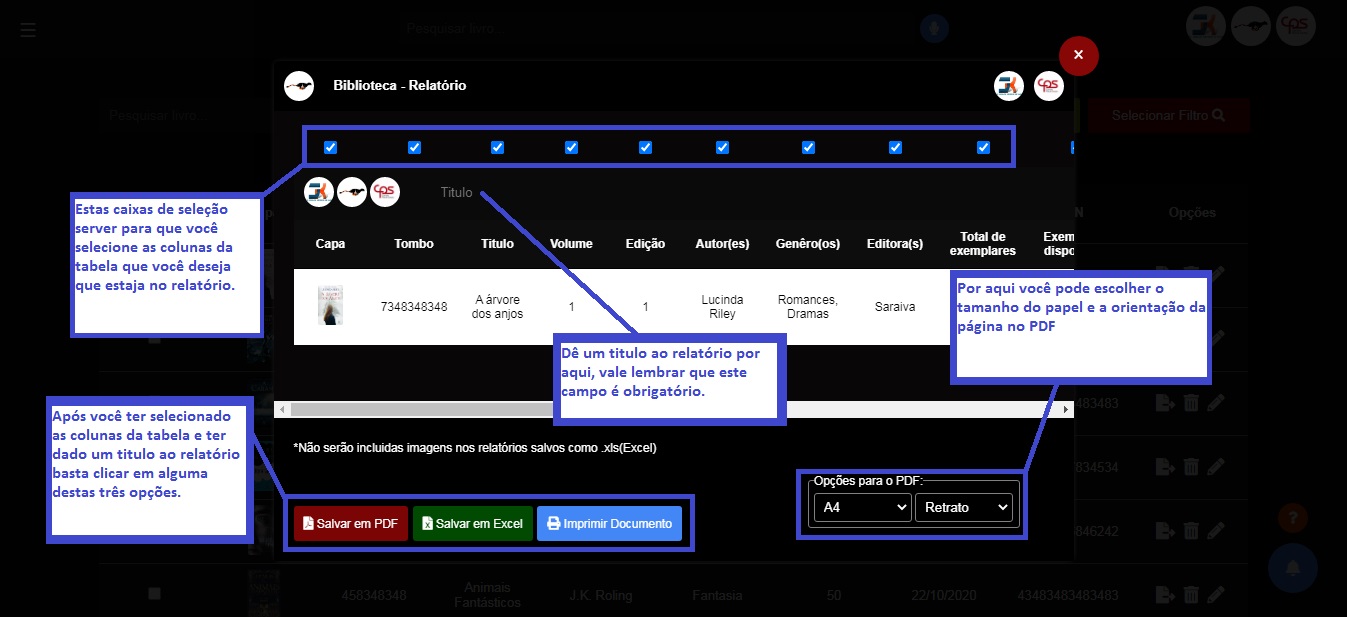 Pesquisar livro...
Biblioteca - Relatório
Pesquisar livro...
Selecionar Filtro
Titulo
Opções
Capa
Tombo
Titulo
Volume
Edição
Autor(es)
Genêro(os)
Editora(s)
Total de
exemplares
Exem
dispo
7348348348
A árvore
dos anjos
1
1
Lucinda
Riley
Romances,
Dramas
Saraiva
Estas caixas de seleção
server para que você
selecione as colunas da
tabela que você deseja
que estaja no relatório.
Por aqui você pode escolher o
tamanho do papel e a orientação da
página no PDF
Dê um titulo ao relatório por
aqui, vale lembrar que este
campo é obrigatório.
Após você ter selecionado
as colunas da tabela e ter
dado um titulo ao relatório
basta clicar em alguma
destas três opções.
*Não serão incluidas imagens nos relatórios salvos como .xls(Excel)
Opções para o PDF:
A4
Retrato
Salvar em PDF
Salvar em Excel
Imprimir Documento
483483
834534
846242
458348348
Animais
Fantásticos
J.K. Roling
Fantasia
50
22/10/2020
43483483483483